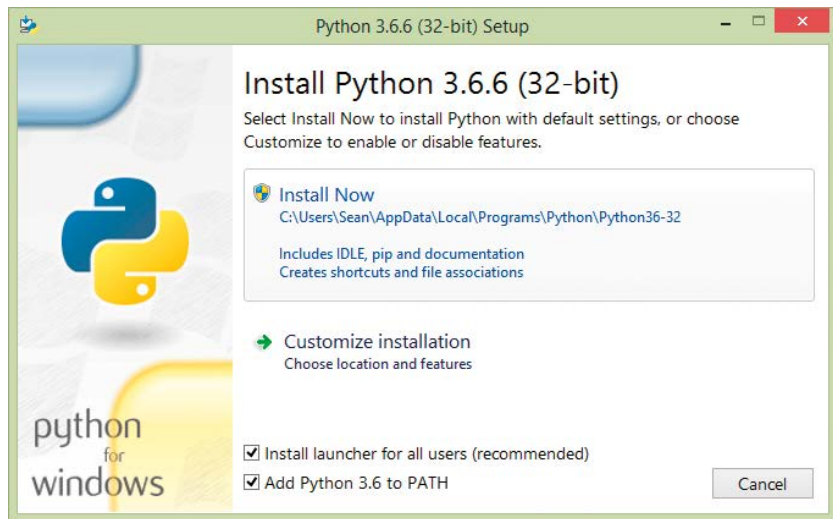 Python 3.6.6 (32-bit) Setup
Install Python 3.6.6 (32-bit)
Select Install Now to install Python with default settings, or choose
Customize to enable or disable features.
Install Now
C:\Users\Sean\AppData\Local\Programs\Python\Python36-32
Includes IDLE, pip and documentation
Creates shortcuts and file associations
Customize installation
Choose location and features
python
for
windows
Install launcher for all users (recommended)
Add Python 3.6 to PATH
Cancel